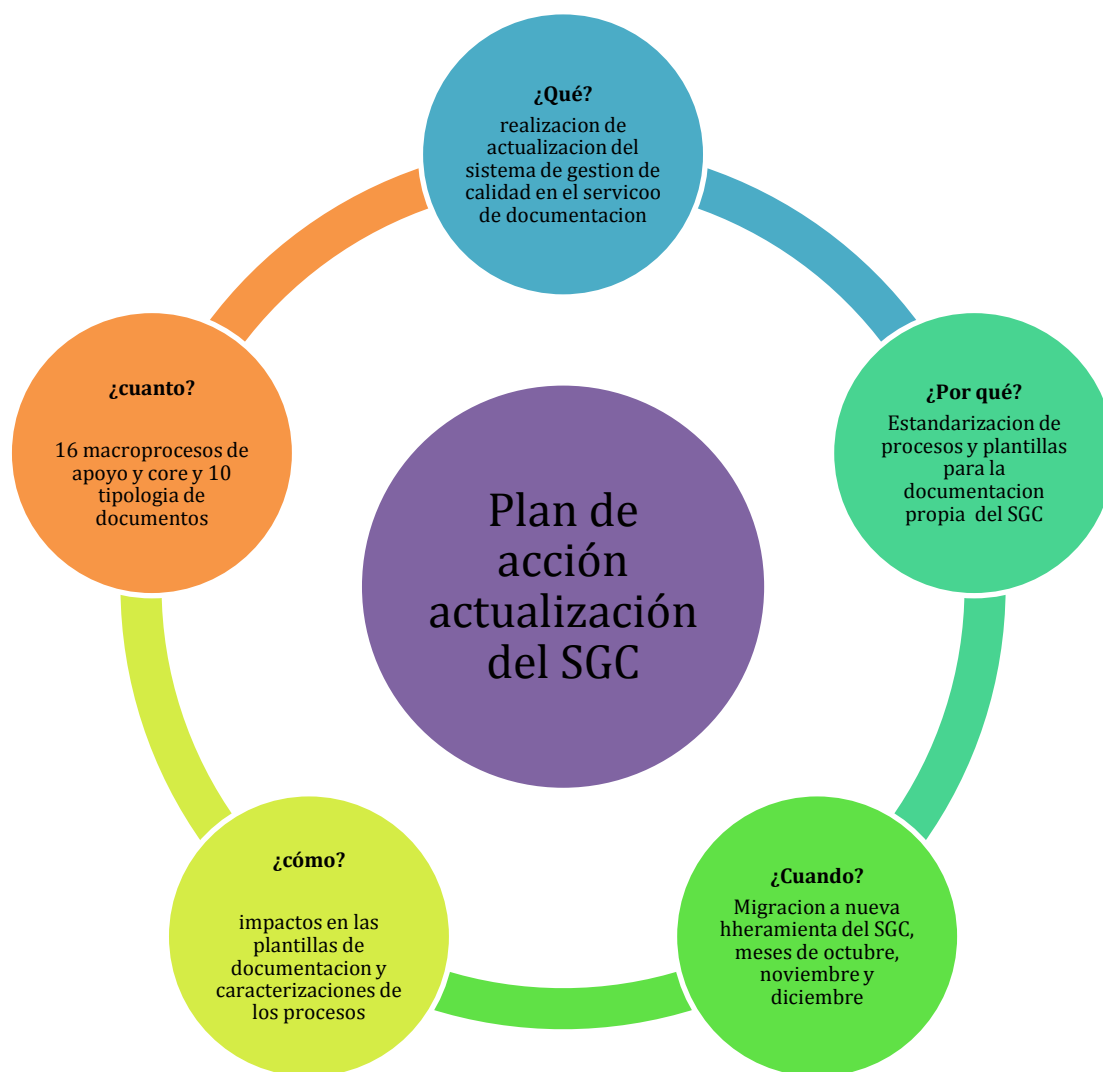 ¿Qué?
realizacion de
actualizacion del
sistema de gestion de
calidad en el servicoo
de documentacion
¿Por qué?
Estandarizacion de
procesos y plantillas
para la
documentacion
propia del SGC
¿Cuando?
Migracion a nueva
hheramienta del SGC,
meses de octubre,
noviembre y
diciembre
¿cómo?
impactos en las
plantillas de
documentacion y
caracterizaciones de
los procesos
¿cuanto?
16 macroprocesos de
apoyo y core y 10
tipologia de
documentos
Plan de
acción
actualización
del SGC